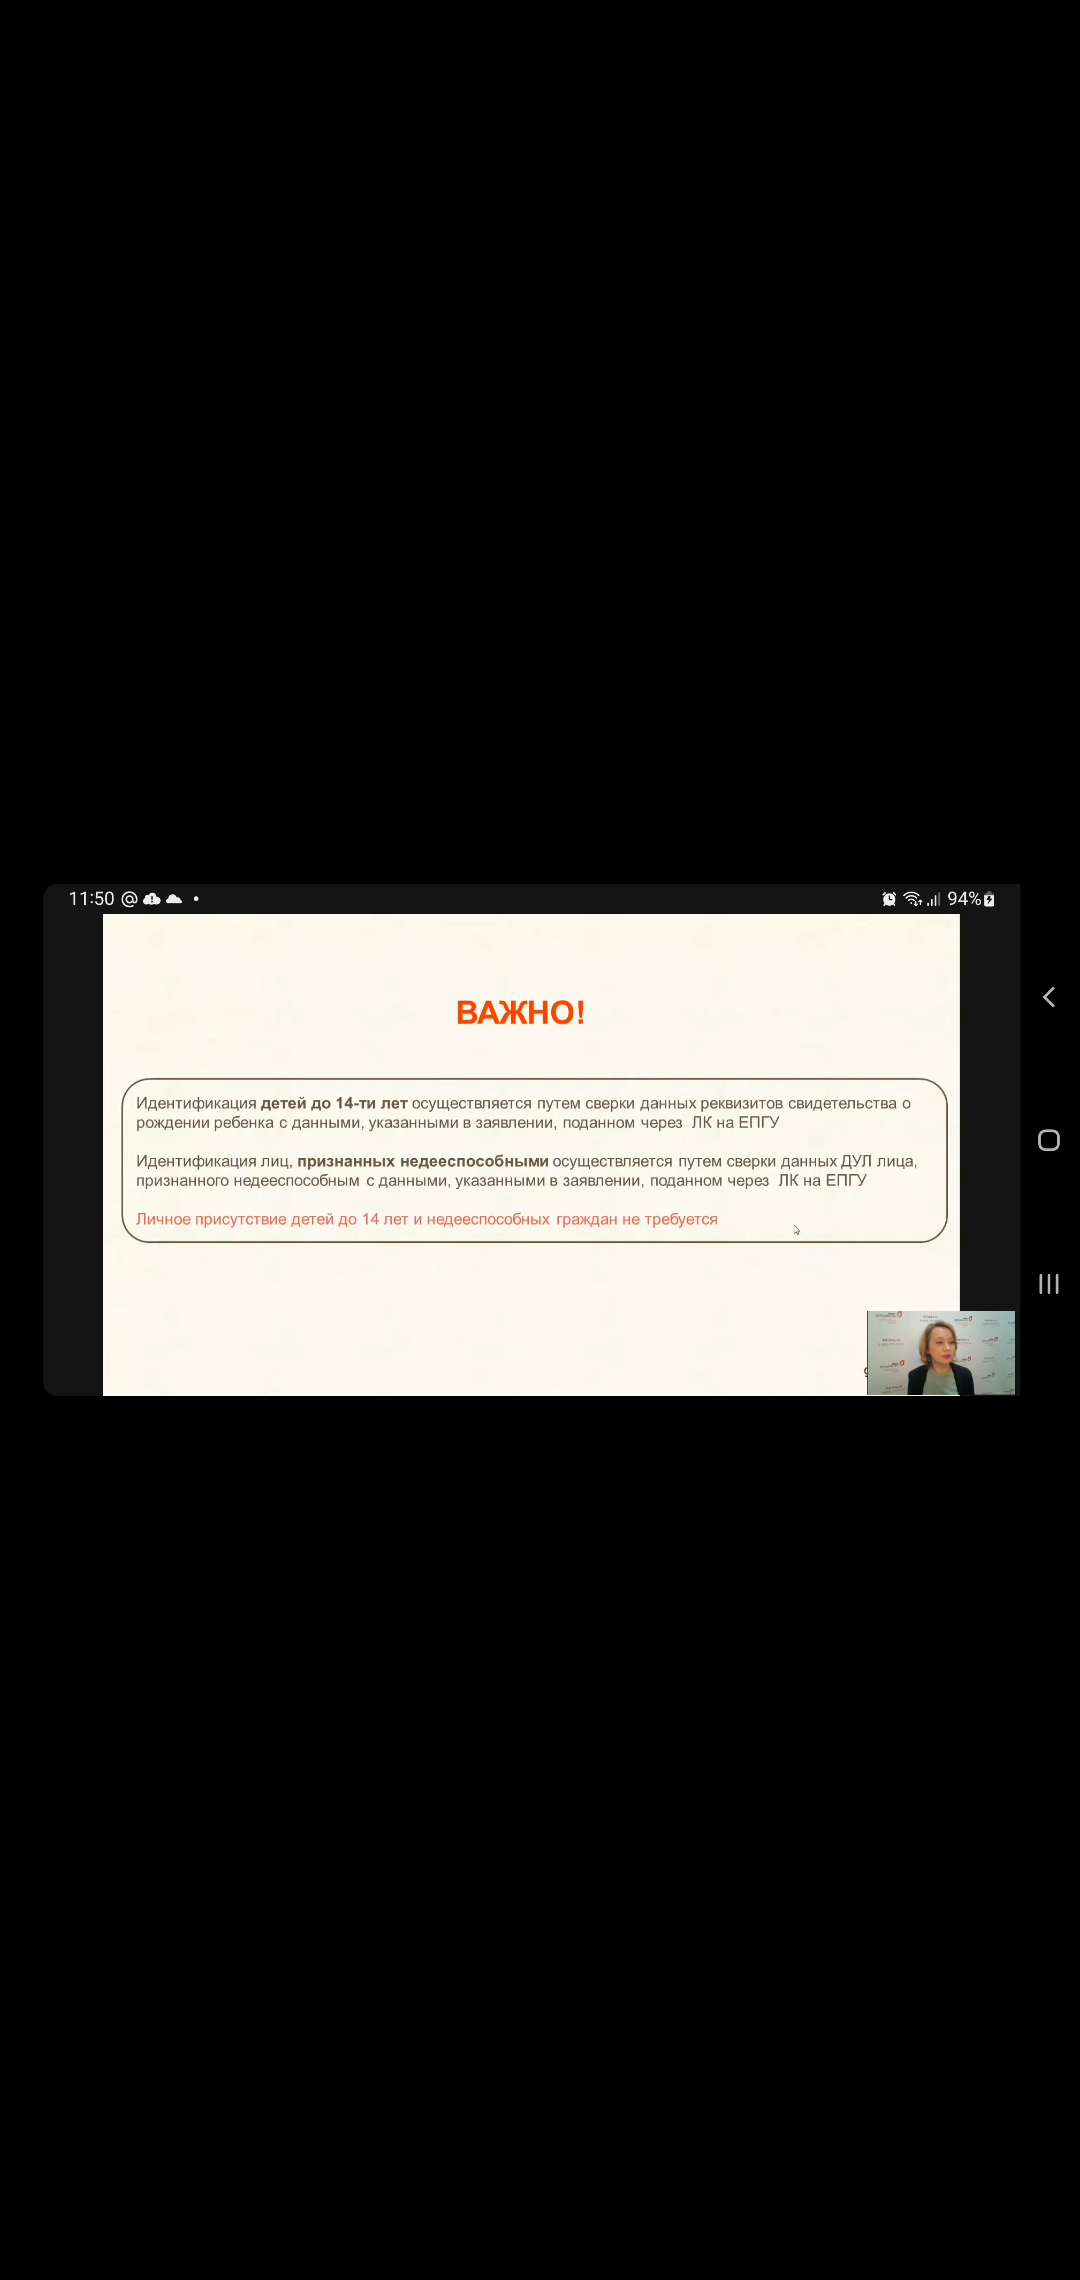 11:50
94%
ВАЖНО!
Идентификация детей до 14-ти лет осуществляется путем сверки данных реквизитов свидетельства о
рождении ребенка с данными, указанными в заявлении, поданном через ЛК на ЕПГУ
Идентификация лиц, признанных недееспособными осуществляется путем сверки данных ДУЛ лица,
признанного недееспособным с данными, указанными в заявлении, поданном через ЛК на ЕПГУ
Личное присутствие детей до 14 лет и недееспособных граждан не требуется